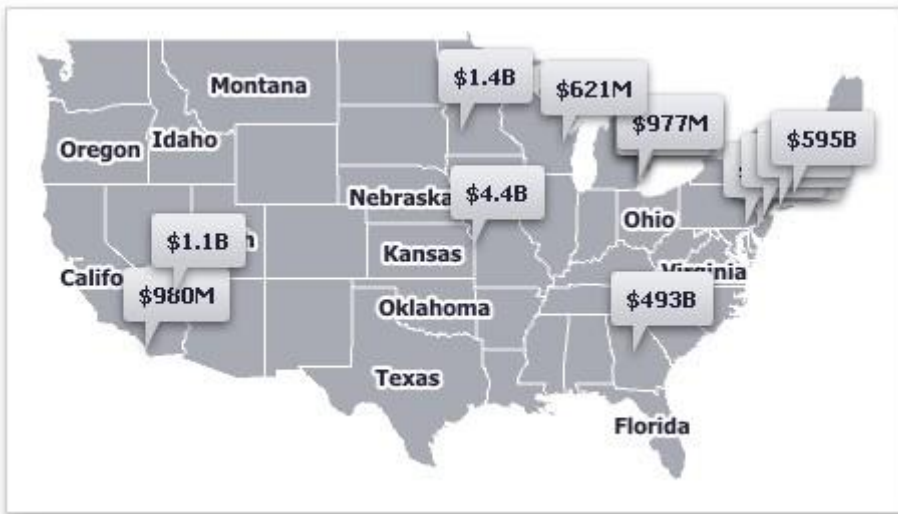 $1.4B
Montana
$621M
$977M
$595B
Idaho
Oregon
Nebraska
$4.4B
Ohio
$1.1B
Kansas
Virginia
$980M
Oklahoma
$493B
Texas
Florida